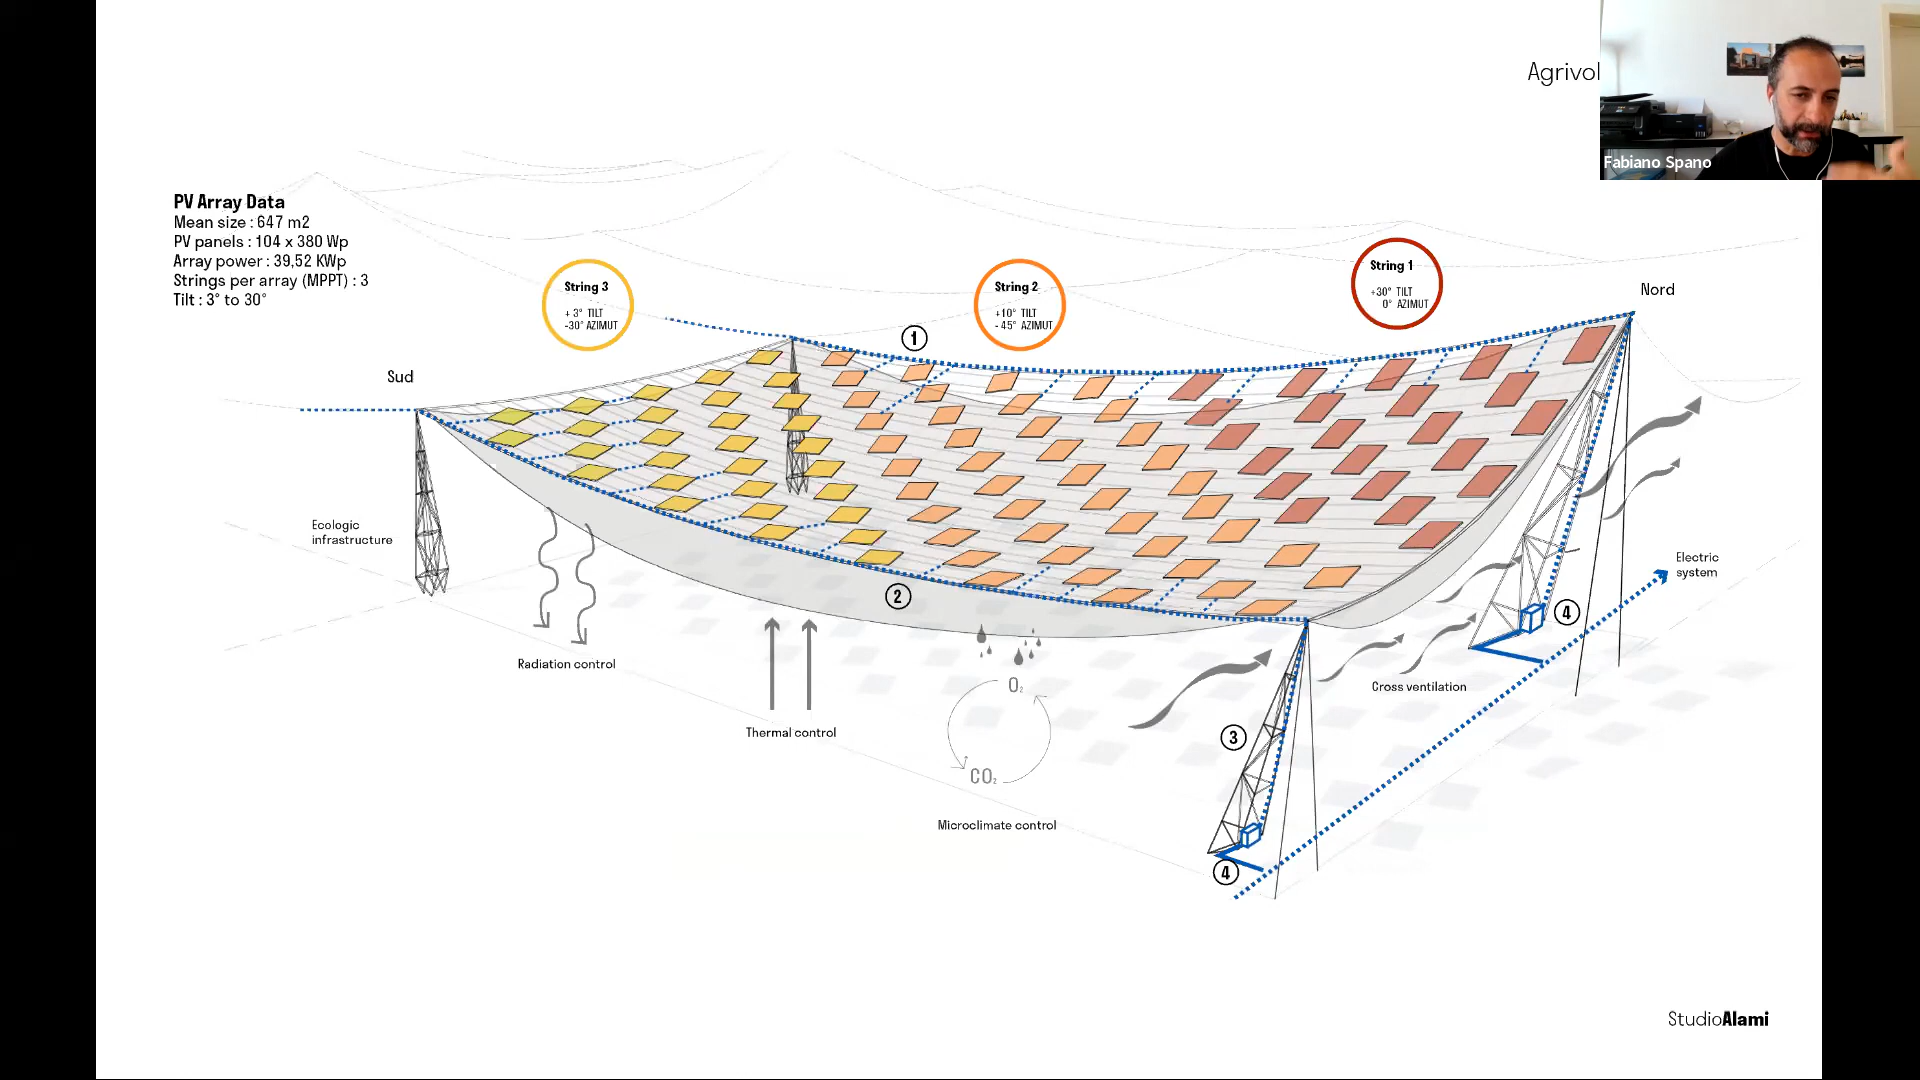 Agrivol
Fabiano Spano
PV Array Data
Mean size : 647 m2
PV panels : 104 x 380 Wp
Array power : 39,52 KWp
Strings per array (MPPT) : 3
Tilt : 3° to 30°
String 3
+ 3° TILT
-30° AZIMUT
String 2
+10° TILT
- 45° AZIMUT
String 1
+30° TILT
0° AZIMUT
Nord
Sud
1
Ecologic
infrastructure
Electric
system
2
4
Radiation control
Thermal control
O₂
CO₂
Cross ventilation
3
Microclimate control
4
StudioAlami